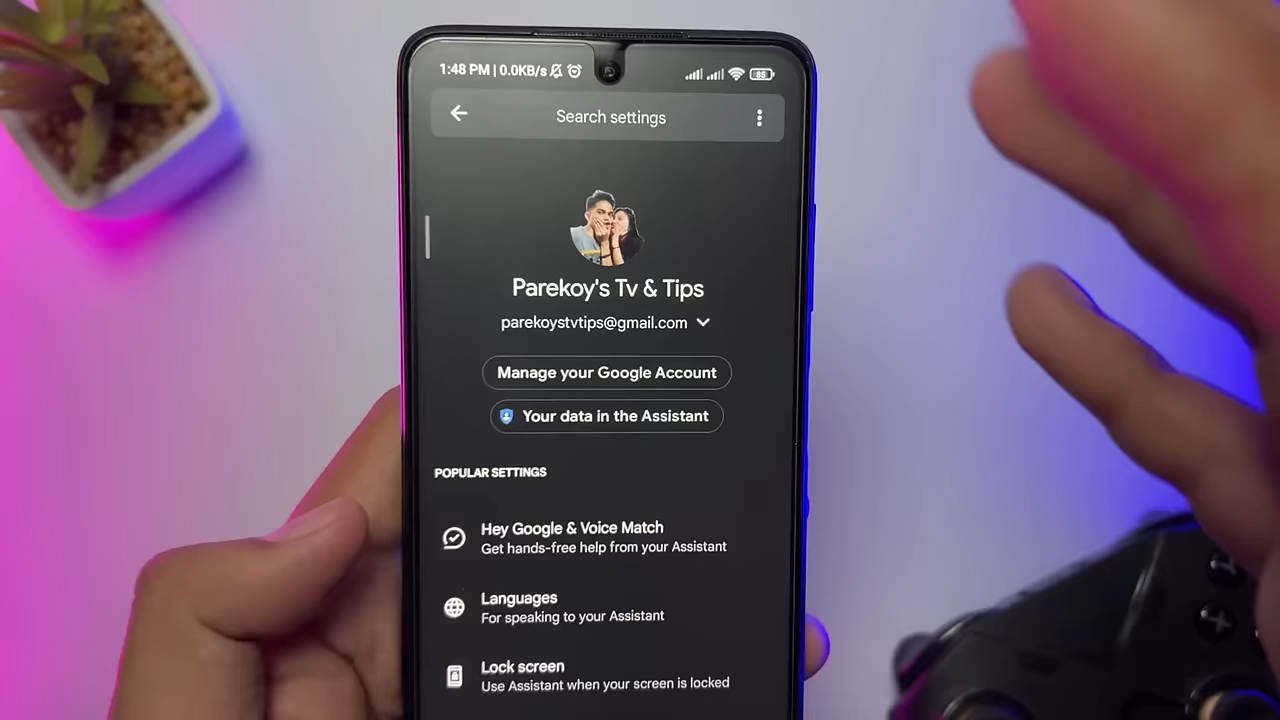 1:48 PM | 0.0KB/s 85
Search settings
Parekoy's Tv & Tips
parekoystvtips@gmail.com
Manage your Google Account
Your data in the Assistant
POPULAR SETTINGS
Hey Google & Voice Match
Get hands-free help from your Assistant
Languages
For speaking to your Assistant
Lock screen
Use Assistant when your screen is locked